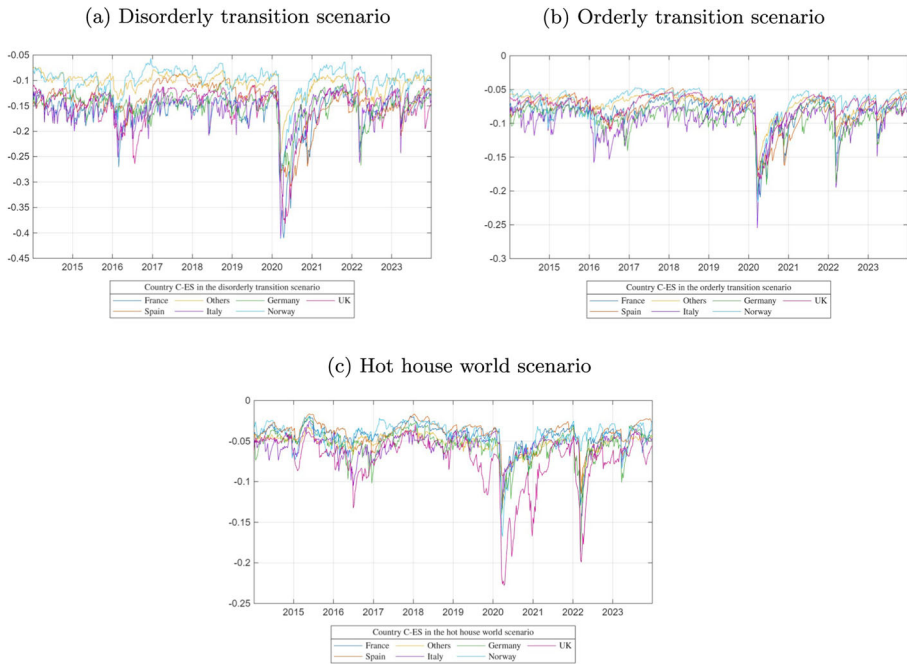 (a) Disorderly transition scenario
-0.05
-0.1
-0.15
-0.2
-0.25
-0.3
-0.35
-0.4
-0.45
2015 2016 2017 2018 2019 2020 2021 2022 2023
Country C-ES in the disorderly transition scenario
France Others Germany UK
Spain Italy Norway
(b) Orderly transition scenario
0
-0.05
-0.1
-0.15
-0.2
-0.25
-0.3
2015 2016 2017 2018 2019 2020 2021 2022 2023
Country C-ES in the orderly transition scenario
France Others Germany UK
Spain Italy Norway
(c) Hot house world scenario
0
-0.05
-0.1
-0.15
-0.2
-0.25
2015 2016 2017 2018 2019 2020 2021 2022 2023
Country C-ES in the hot house world scenario
France Others Germany UK
Spain Italy Norway